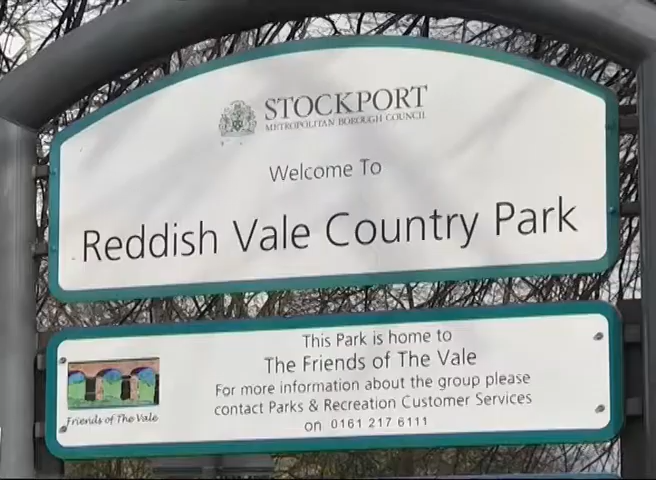 STOCKPORT
METROPOLITAN BOROUGH COUNCIL
Welcome To
Reddish Vale Country Park
This Park is home to
The Friends of The Vale
For more information about the group please
contact Parks & Recreation Customer Services
on 0161 217 6111
Friends of The Vale